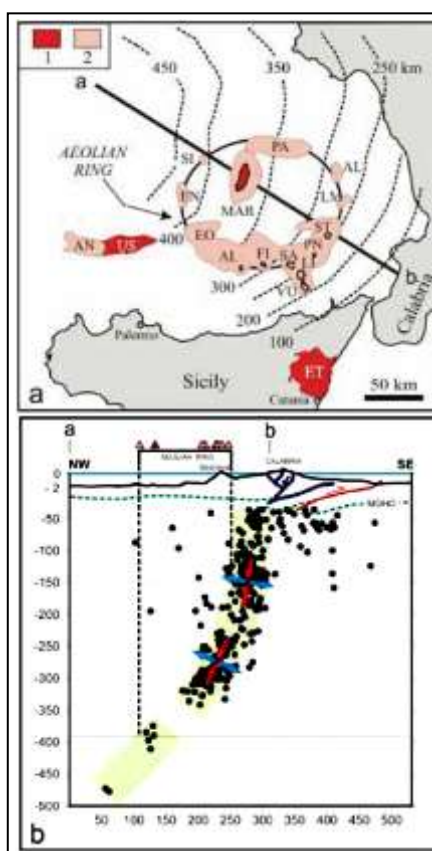 1 2
450 350 250 km
a
AEOLIAN
RING
PA
SI
AL
EN
MAR
LM
400
EO
ST
AN US
AL FI SA PN
300
VU
b
200
100
Calabria
Palermo
Sicily
ET
Catania
50 km
a
a b
NW
AEOLIAN RING
CALABRIA
SE
0
2
MOHO
-50
-100
-150
-200
-250
-300
-350
-400
-450
-500
0 50 100 150 200 250 300 350 400 450 500
b